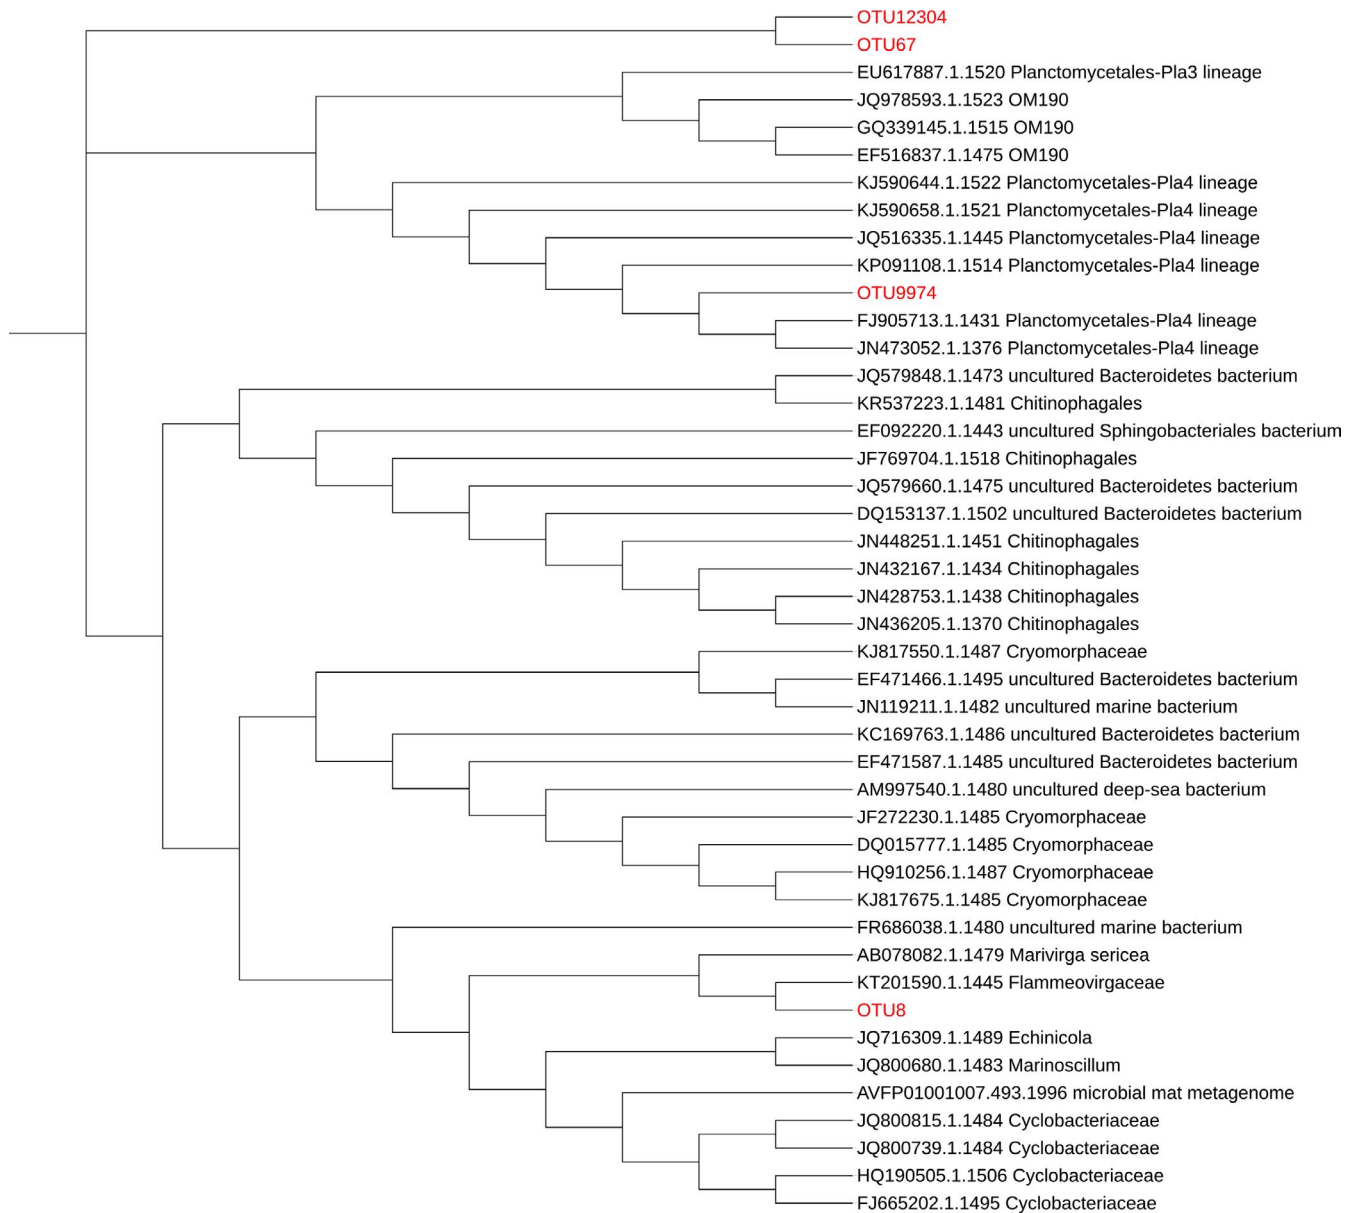 OTU12304
OTU67
EU617887.1.1520 Planctomycetales-Pla3 lineage
JQ978593.1.1523 OM190
GQ339145.1.1515 OM190
EF516837.1.1475 OM190
KJ590644.1.1522 Planctomycetales-Pla4 lineage
KJ590658.1.1521 Planctomycetales-Pla4 lineage
JQ516335.1.1445 Planctomycetales-Pla4 lineage
KP091108.1.1514 Planctomycetales-Pla4 lineage
OTU9974
FJ905713.1.1431 Planctomycetales-Pla4 lineage
JN473052.1.1376 Planctomycetales-Pla4 lineage
JQ579848.1.1473 uncultured Bacteroidetes bacterium
KR537223.1.1481 Chitinophagales
EF092220.1.1443 uncultured Sphingobacteriales bacterium
JF769704.1.1518 Chitinophagales
JQ579660.1.1475 uncultured Bacteroidetes bacterium
DQ153137.1.1502 uncultured Bacteroidetes bacterium
JN448251.1.1451 Chitinophagales
JN432167.1.1434 Chitinophagales
JN428753.1.1438 Chitinophagales
JN436205.1.1370 Chitinophagales
KJ817550.1.1487 Cryomorphaceae
EF471466.1.1495 uncultured Bacteroidetes bacterium
JN119211.1.1482 uncultured marine bacterium
KC169763.1.1486 uncultured Bacteroidetes bacterium
EF471587.1.1485 uncultured Bacteroidetes bacterium
AM997540.1.1480 uncultured deep-sea bacterium
JF272230.1.1485 Cryomorphaceae
DQ015777.1.1485 Cryomorphaceae
HQ910256.1.1487 Cryomorphaceae
KJ817675.1.1485 Cryomorphaceae
FR686038.1.1480 uncultured marine bacterium
AB078082.1.1479 Marivirga sericea
KT201590.1.1445 Flammeovirgaceae
OTU8
JQ716309.1.1489 Echinicola
JQ800680.1.1483 Marinoscillum
AVFP01001007.493.1996 microbial mat metagenome
JQ800815.1.1484 Cyclobacteriaceae
JQ800739.1.1484 Cyclobacteriaceae
HQ190505.1.1506 Cyclobacteriaceae
FJ665202.1.1495 Cyclobacteriaceae